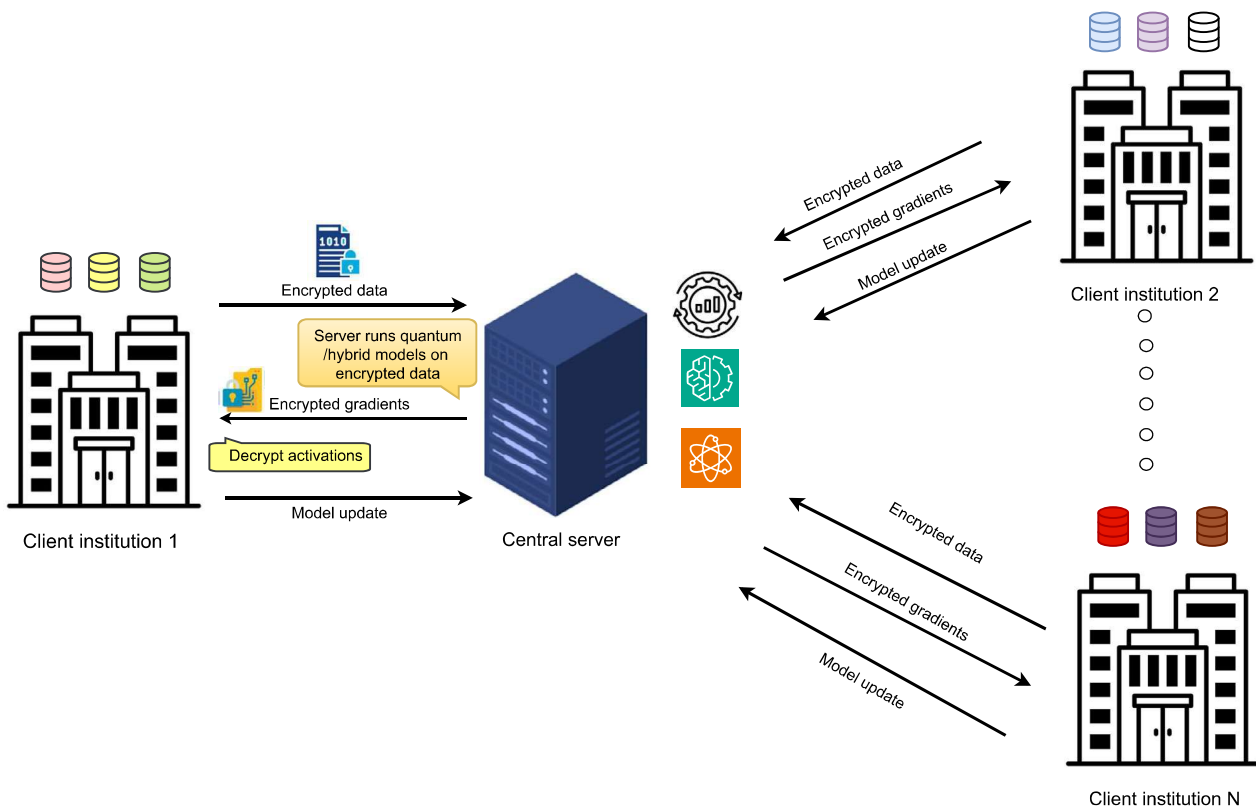 1010
Encrypted data
Server runs quantum
/hybrid models on
encrypted data
Encrypted gradients
Decrypt activations
Model update
Client institution 1
Central server
Encrypted data
Encrypted gradients
Model update
Client institution 2
Encrypted data
Encrypted gradients
Model update
Client institution N